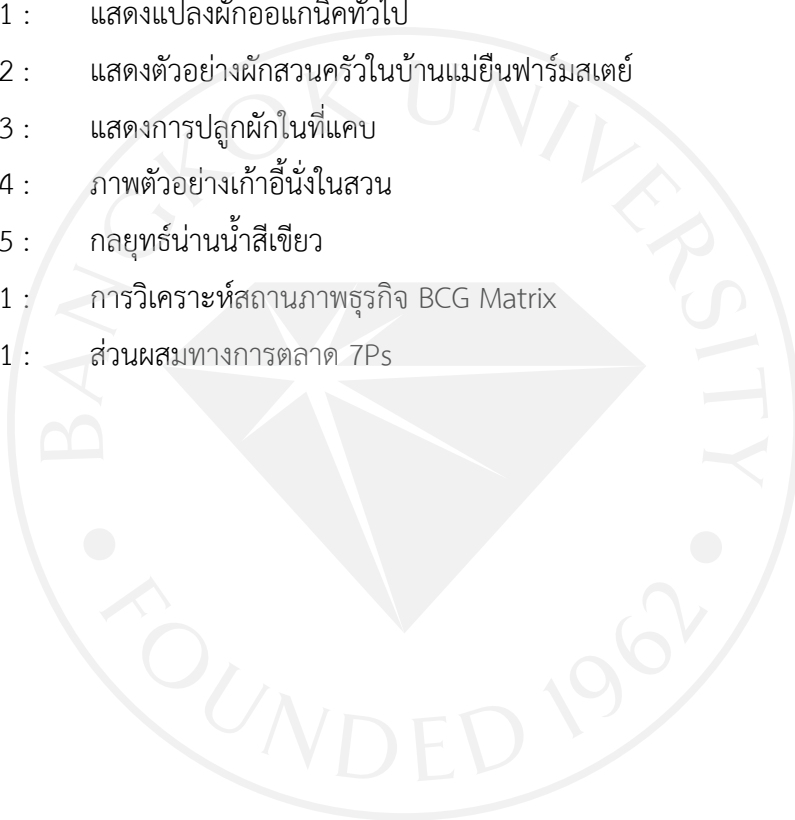 1 : แสดงแปลงผักออแกนิคทั่วไป
2 : แสดงตัวอย่างผักสวนครัวในบ้านแม่ยืนฟาร์มสเตย์
3 : แสดงการปลูกผักในที่แคบ
4 : ภาพตัวอย่างเก้าอี้นั่งในสวน
5 : กลยุทธ์น่านน้ำสีเขียว
1 : การวิเคราะห์สถานภาพธุรกิจ BCG Matrix
1 : ส่วนผสมทางการตลาด 7Ps
BANGKOK UNIVERSITY
FOUNDED 1962